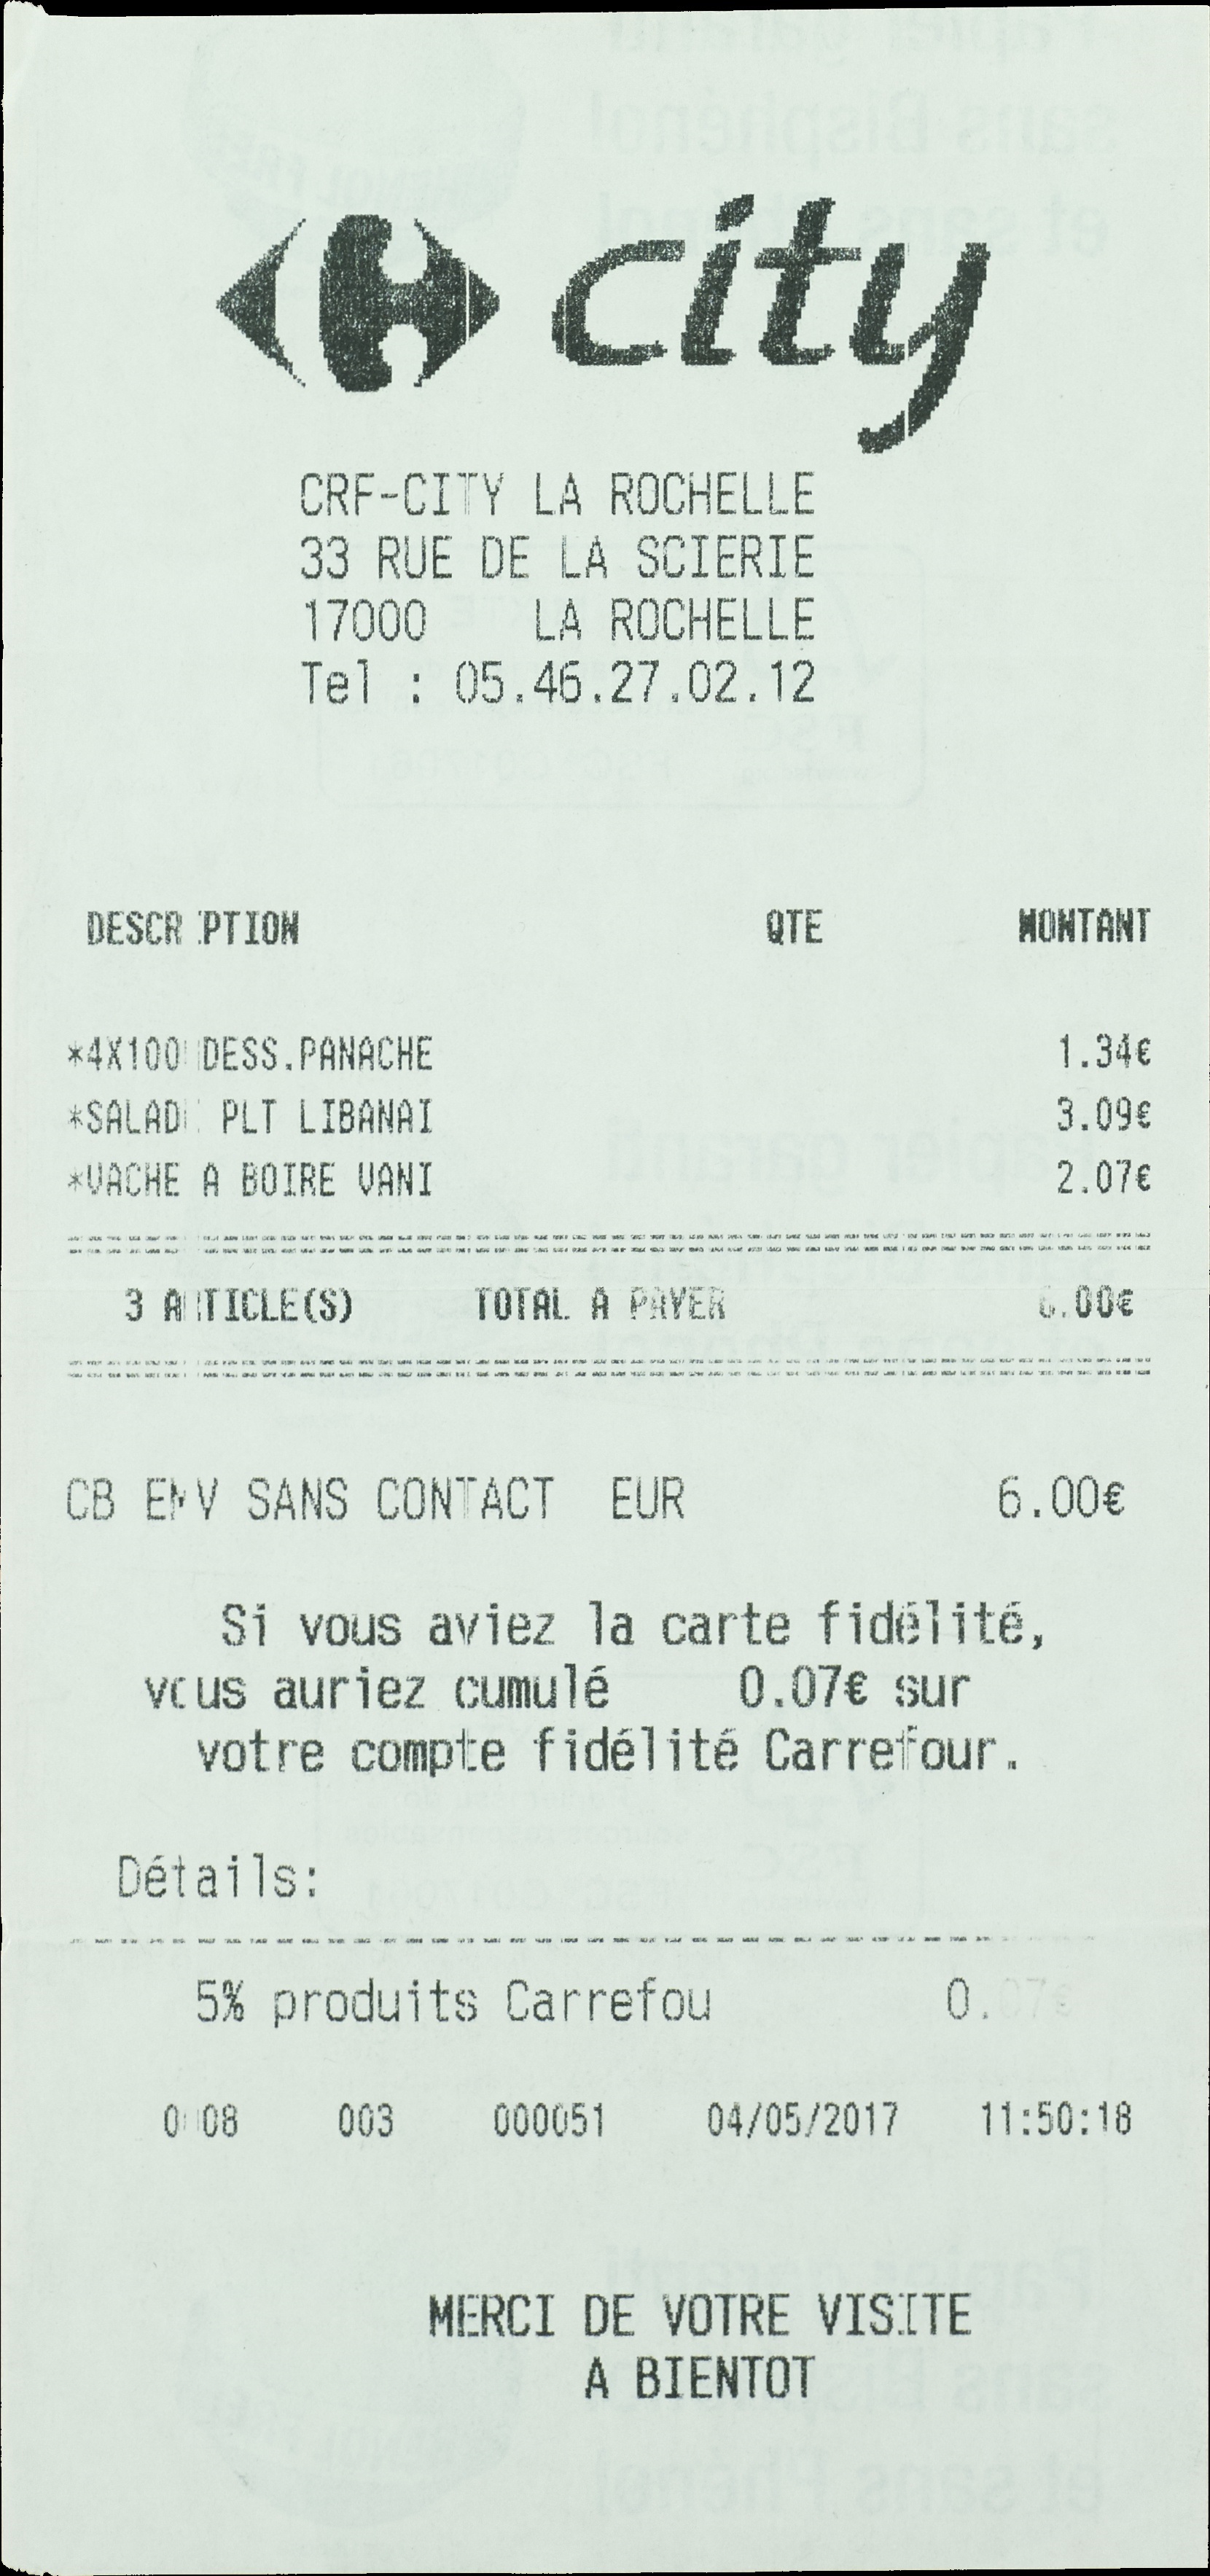 city
CRF-CITY LA ROCHELLE
33 RUE DE LA SCIERIE
17000 LA ROCHELLE
Tel : 05.46.27.02.12
DESCRIPTION QTE MONTANT
*4X100 DESS.PANACHE 1.34€
*SALADE PLT LIBANAI 3.09€
*VACHE A BOIRE VANI 2.07€
3 ARTICLE(S) TOTAL A PAYER 6.00€
CB EMV SANS CONTACT EUR 6.00€
Si vous aviez la carte fidélité,
vous auriez cumulé 0.07€ sur
votre compte fidélité Carrefour.
Détails:
5% produits Carrefou 0.07€
0008 003 000051 04/05/2017 11:50:18
MERCI DE VOTRE VISITE
A BIENTOT